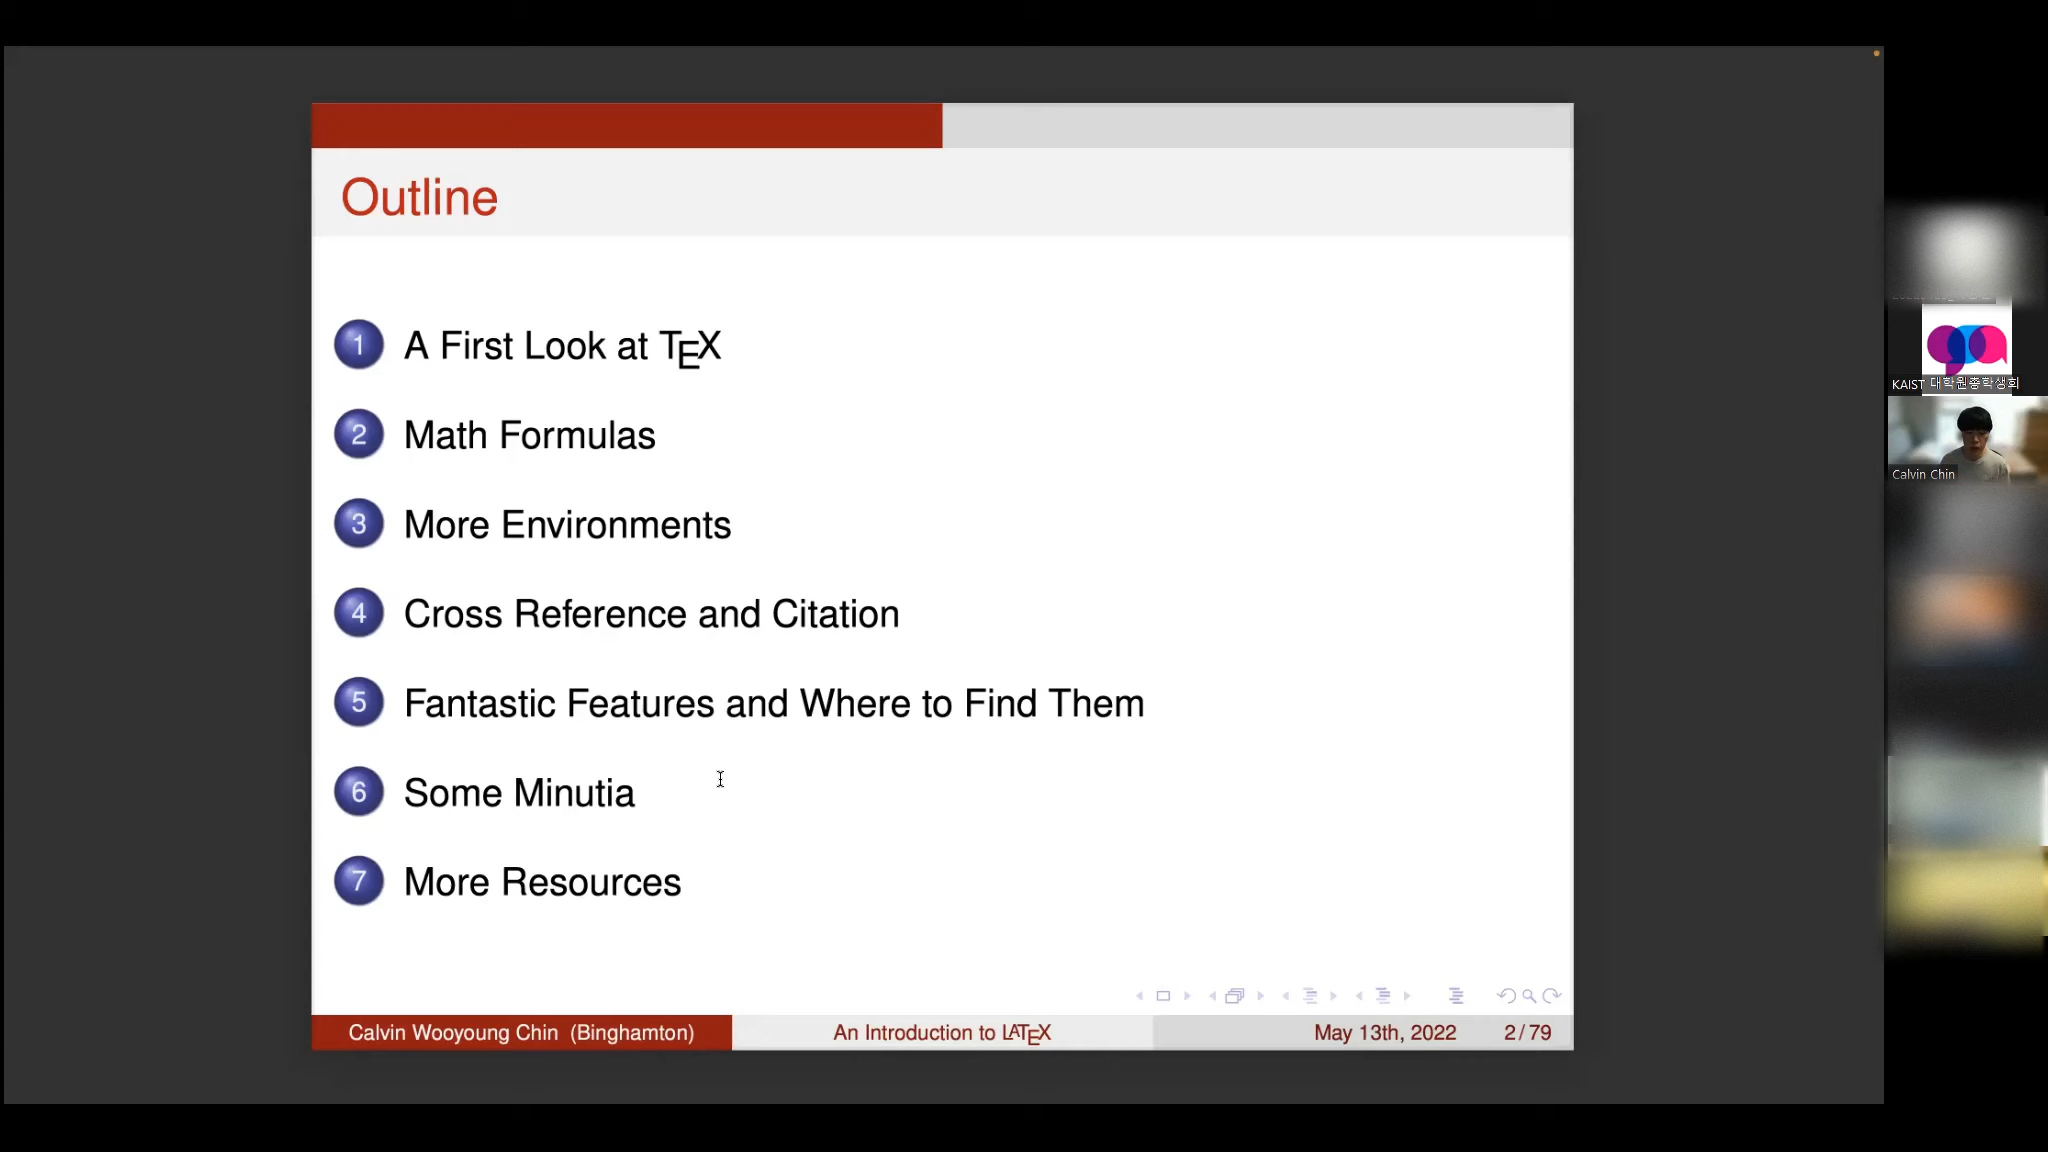 Outline
1 A First Look at TEX
2 Math Formulas
3 More Environments
4 Cross Reference and Citation
5 Fantastic Features and Where to Find Them
6 Some Minutia
7 More Resources
Calvin Wooyoung Chin (Binghamton) An Introduction to LATEX May 13th, 2022 2 / 79
KAIST 대학원총학생회
Calvin Chin